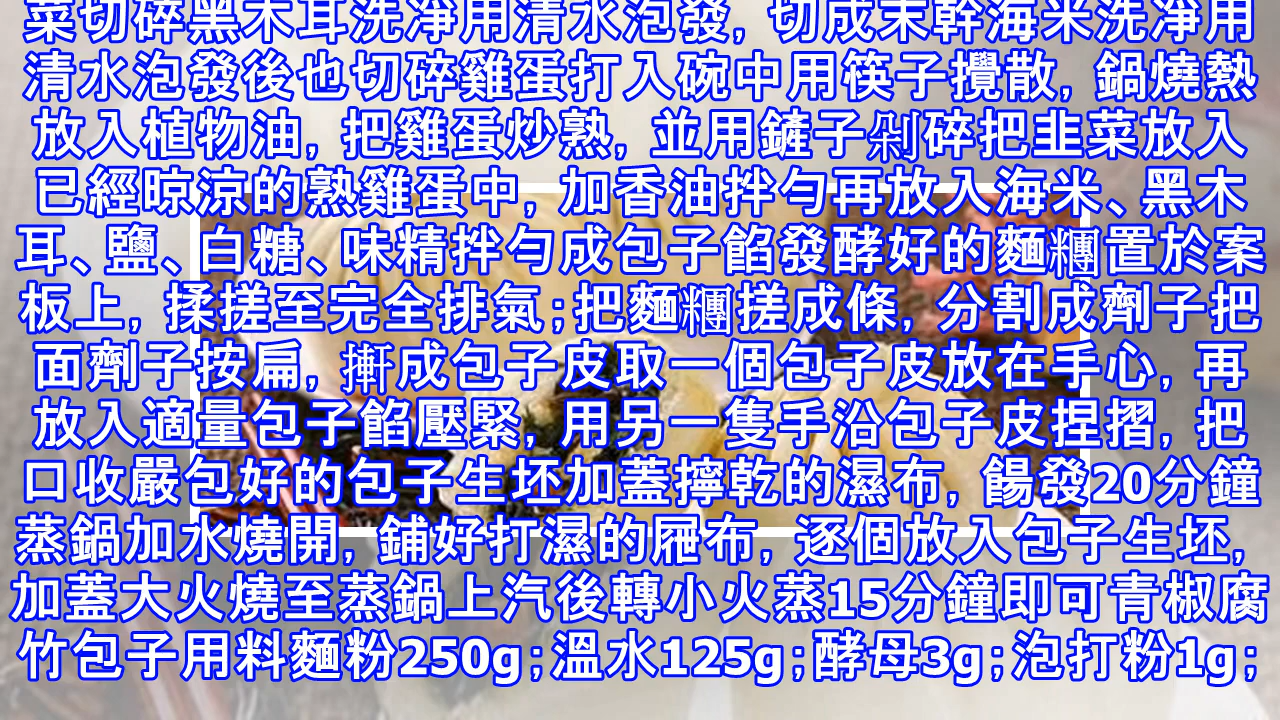 菜切碎黑木耳洗淨用清水泡發, 切成末幹海米洗淨用
清水泡發後也切碎雞蛋打入碗中用筷子攪散, 鍋燒熱
放入植物油, 把雞蛋炒熟, 並用鏟子剁碎把韭菜放入
已經晾涼的熟雞蛋中, 加香油拌勻再放入海米、黑木
耳、鹽、白糖、味精拌勻成包子餡發酵好的麵糰置於案
板上, 揉搓至完全排氣;把麵糰搓成條, 分割成劑子把
面劑子按扁, 擀成包子皮取一個包子皮放在手心, 再
放入適量包子餡壓緊, 用另一隻手沿包子皮捏摺, 把
口收嚴包好的包子生坯加蓋擰乾的濕布, 餳發20分鐘
蒸鍋加水燒開, 鋪好打濕的屜布, 逐個放入包子生坯,
加蓋大火燒至蒸鍋上汽後轉小火蒸15分鐘即可青椒腐
竹包子用料麵粉250g;溫水125g;酵母3g;泡打粉1g;